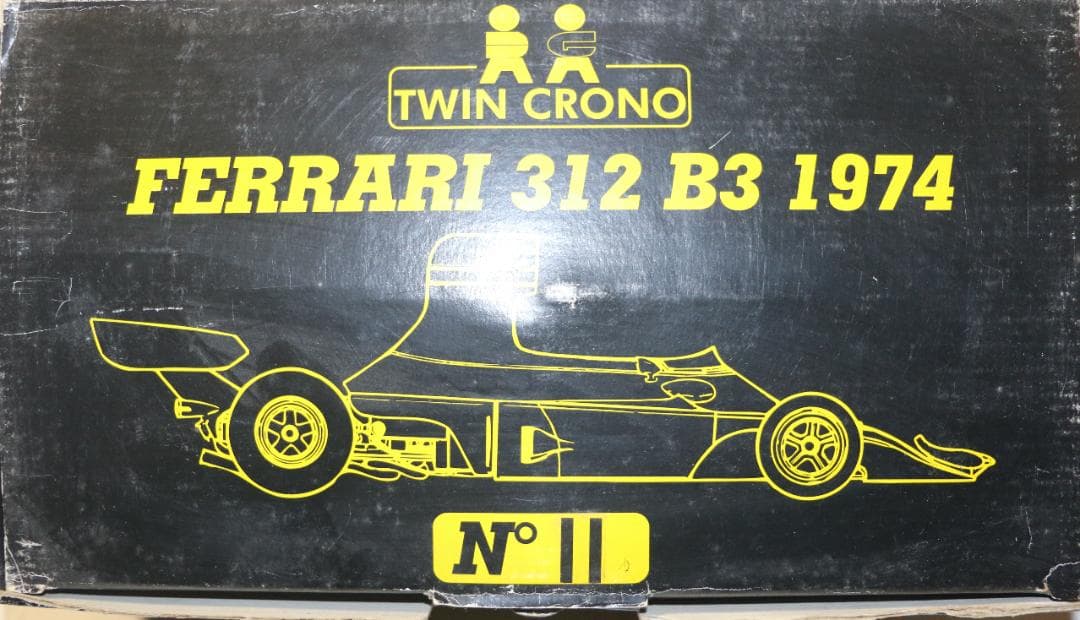 R G
TWIN CRONO
FERRARI 312 B3 1974
N° 11